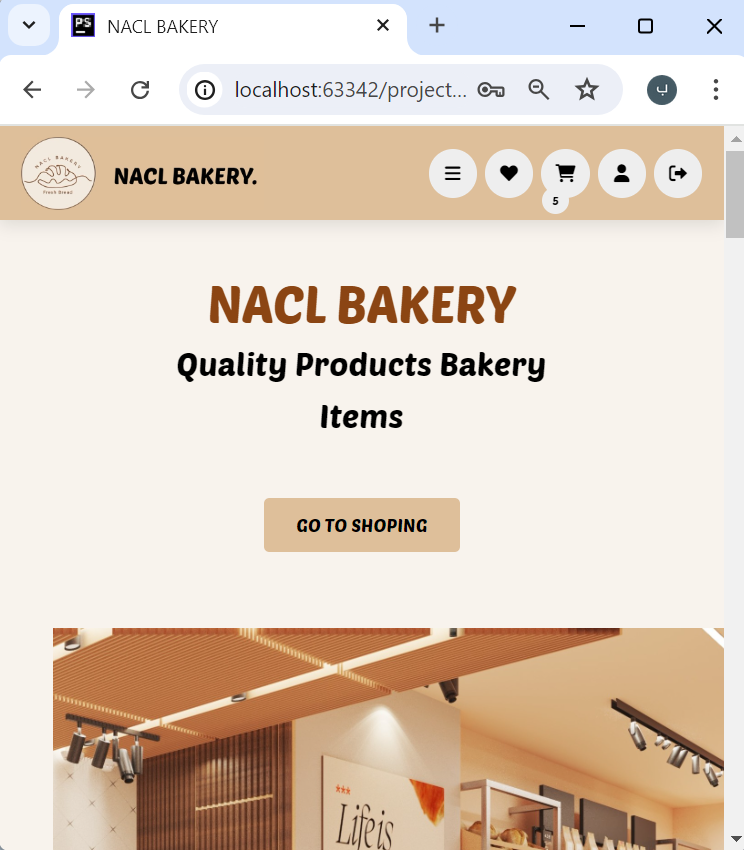 PS
NACL BAKERY
localhost:63342/project...
NACL BAKERY
Fresh Bread
NACL BAKERY.
5
NACL BAKERY
Quality Products Bakery
Items
GO TO SHOPING
***
Life is